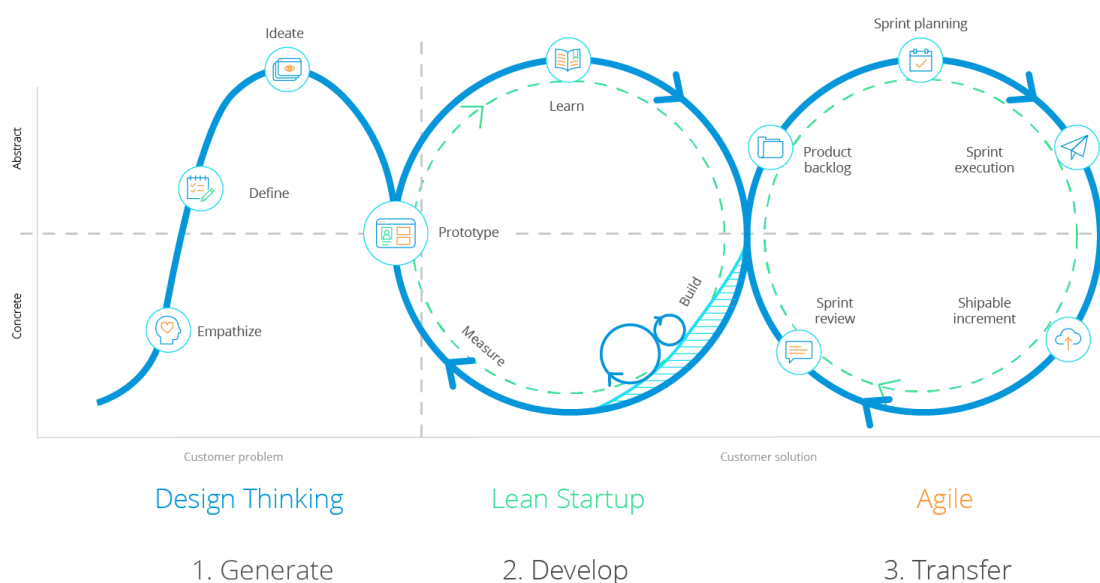 Ideate
Sprint planning
Abstract
Learn
Define
Product
backlog
Sprint
execution
Prototype
Concrete
Empathize
Measure
Build
Sprint
review
Shipable
increment
Customer problem
Customer solution
Design Thinking
Lean Startup
Agile
1. Generate
2. Develop
3. Transfer